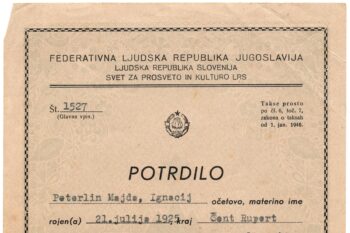 FEDERATIVNA LJUDSKA REPUBLIKA JUGOSLAVIJA
LJUDSKA REPUBLIKA SLOVENIJA
SVET ZA PROSVETO IN KULTURO LRS
Št. 1527
(Glavna vpis.)
Takse prosto
po čl. 6, toč. 7,
zakona o taksah
od 1. jan. 1946.
POTRDILO
Peterlin Majda, Ignacij očetovo, materino ime
rojen(a) 21.julija 1925, kraj Šent Rupert